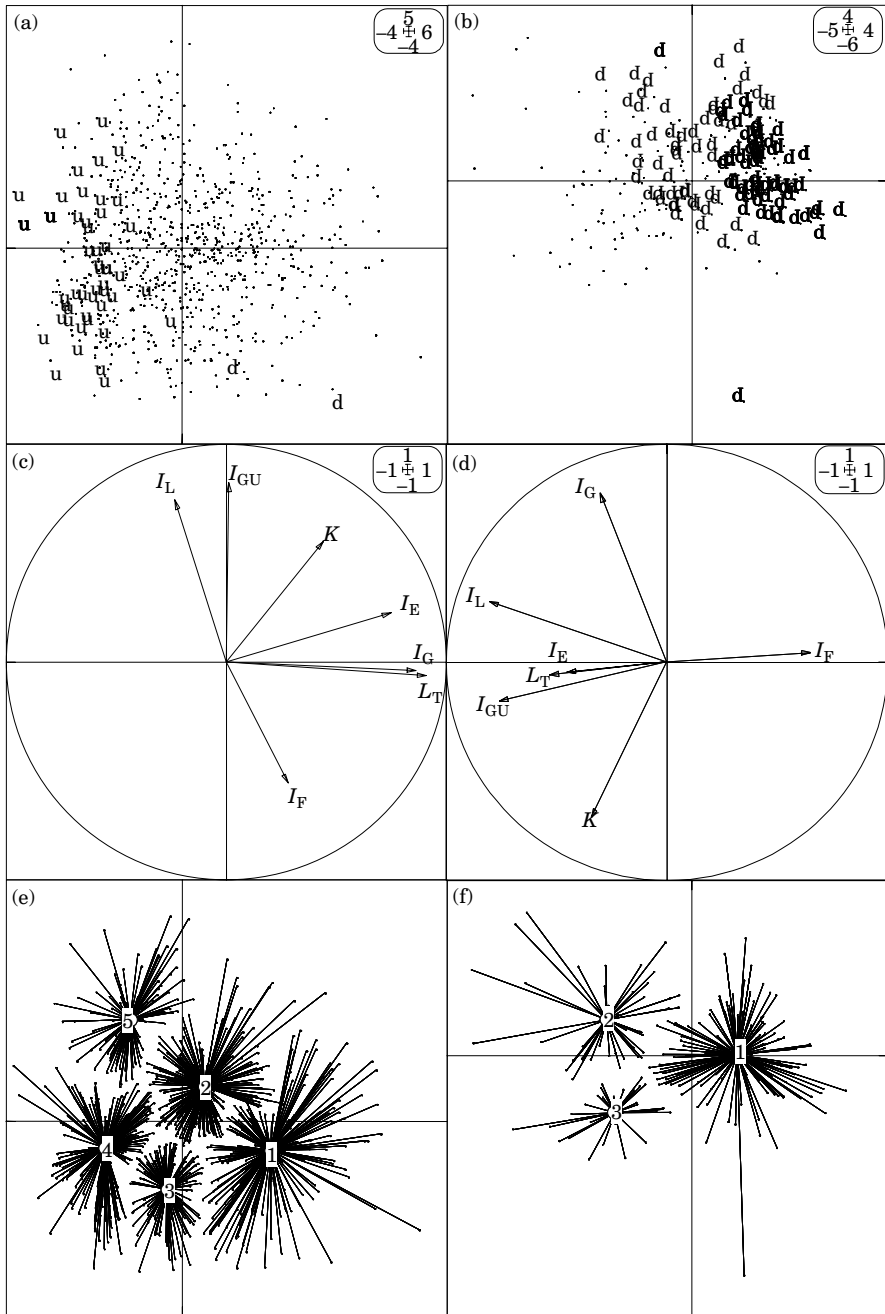 (a)
5
−4 6
−4
u u u u u u u u u u u u u u u u u u u u u u u u u u u u u u u u u u
d
d
(b)
4
−5 4
−6
d d d d d d d d d d d d d d d d d d d d d d d d d d d d d d d d d d d d d d d d
d
(c)
1
−1 1
−1
I_L
I_GU
K
I_E
I_G
L_T
I_F
(d)
1
−1 1
−1
I_G
I_L
I_E
L_T
I_GU
I_F
K
(e)
5
2
4
1
3
(f)
2
1
3